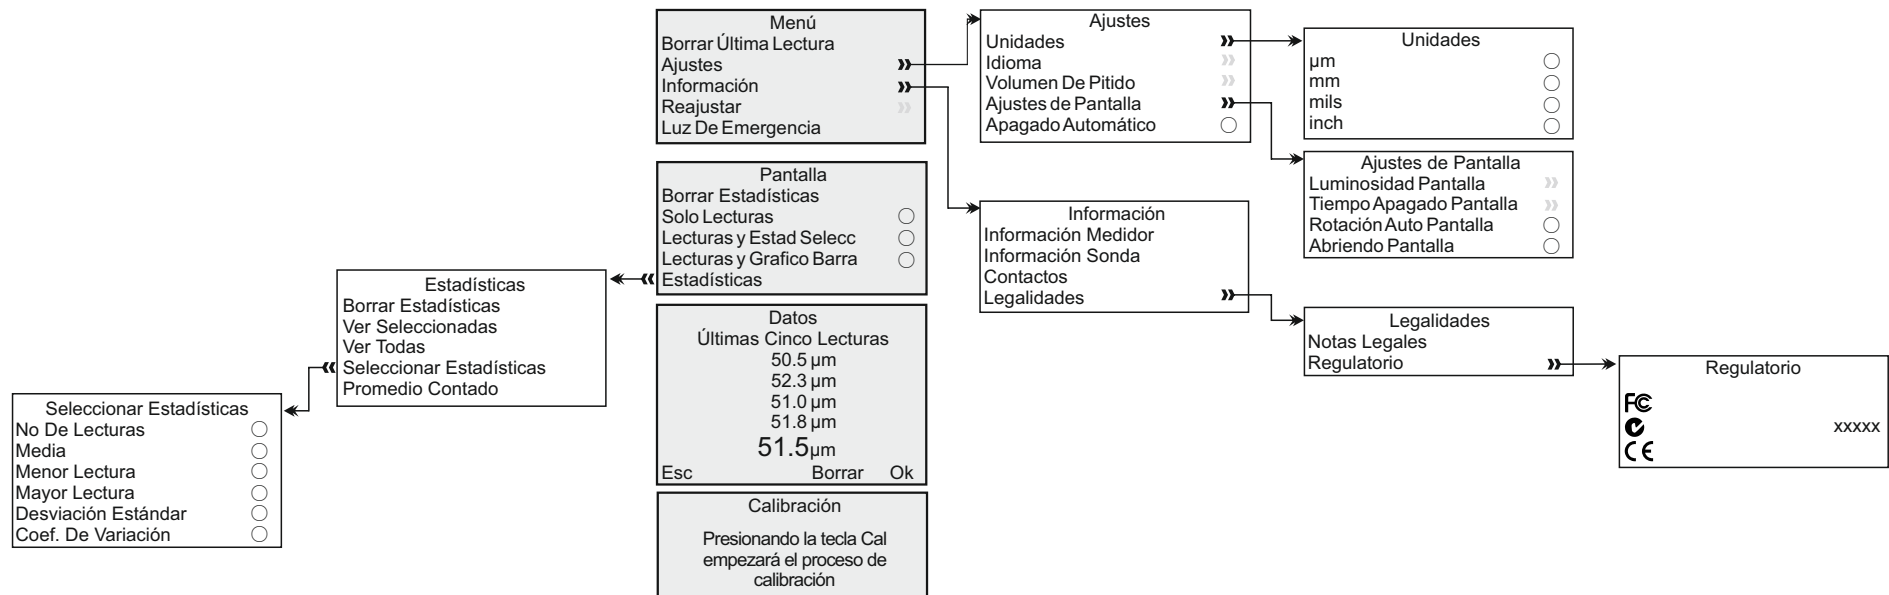 Menú
Borrar Última Lectura
Ajustes
Información
Reajustar
Luz De Emergencia
Ajustes
Unidades
Idioma
Volumen De Pitido
Ajustes de Pantalla
Apagado Automático
Unidades
µm
mm
mils
inch
Ajustes de Pantalla
Luminosidad Pantalla
Tiempo Apagado Pantalla
Rotación Auto Pantalla
Abriendo Pantalla
Pantalla
Borrar Estadísticas
Solo Lecturas
Lecturas y Estad Selecc
Lecturas y Grafico Barra
Estadísticas
Información
Información Medidor
Información Sonda
Contactos
Legalidades
Estadísticas
Borrar Estadísticas
Ver Seleccionadas
Ver Todas
Seleccionar Estadísticas
Promedio Contado
Datos
Últimas Cinco Lecturas
50.5 µm
52.3 µm
51.0 µm
51.8 µm
51.5µm
Esc Borrar Ok
Legalidades
Notas Legales
Regulatorio
Regulatorio
FC
xxxxx
CE
Seleccionar Estadísticas
No De Lecturas
Media
Menor Lectura
Mayor Lectura
Desviación Estándar
Coef. De Variación
Calibración
Presionando la tecla Cal
empezará el proceso de
calibración